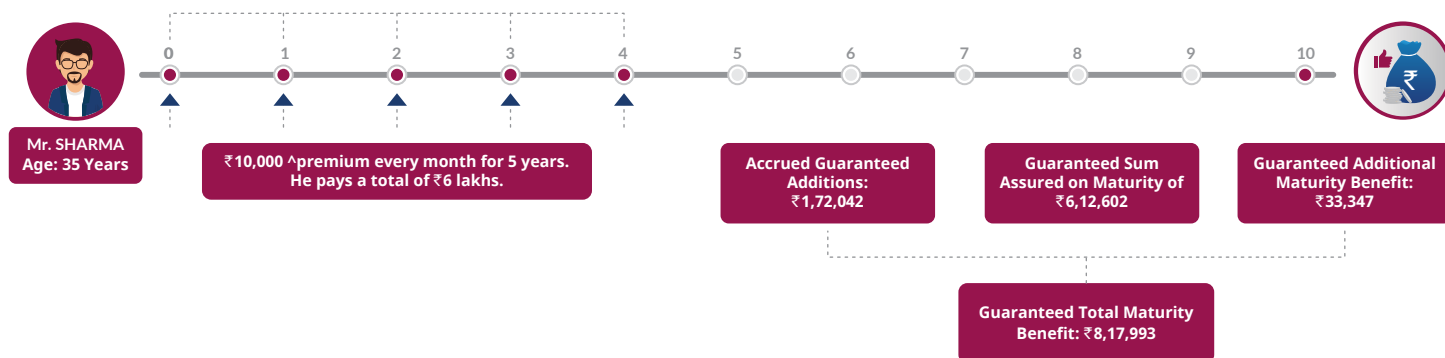 0 1 2 3 4 5 6 7 8 9 10
₹
Mr. SHARMA
Age: 35 Years
₹10,000 ^premium every month for 5 years.
He pays a total of ₹6 lakhs.
Accrued Guaranteed
Additions:
₹1,72,042
Guaranteed Sum
Assured on Maturity of
₹6,12,602
Guaranteed Additional
Maturity Benefit:
₹33,347
Guaranteed Total Maturity
Benefit: ₹8,17,993